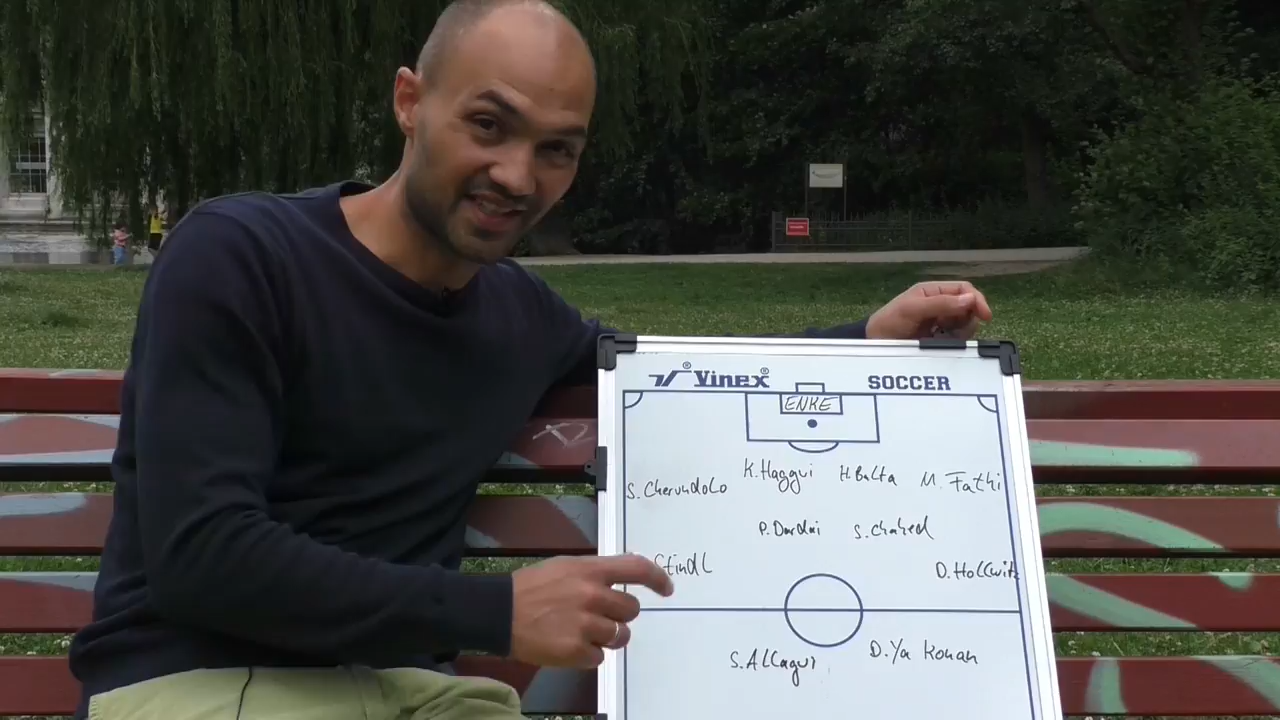 Vinex® SOCCER
ENKE
S. Cherundolo K. Haggui H. Balta M. Fathi
P. Dardai S. Chahed
Stindl D. Hollwitz
S. Allagui D. Ya Konan